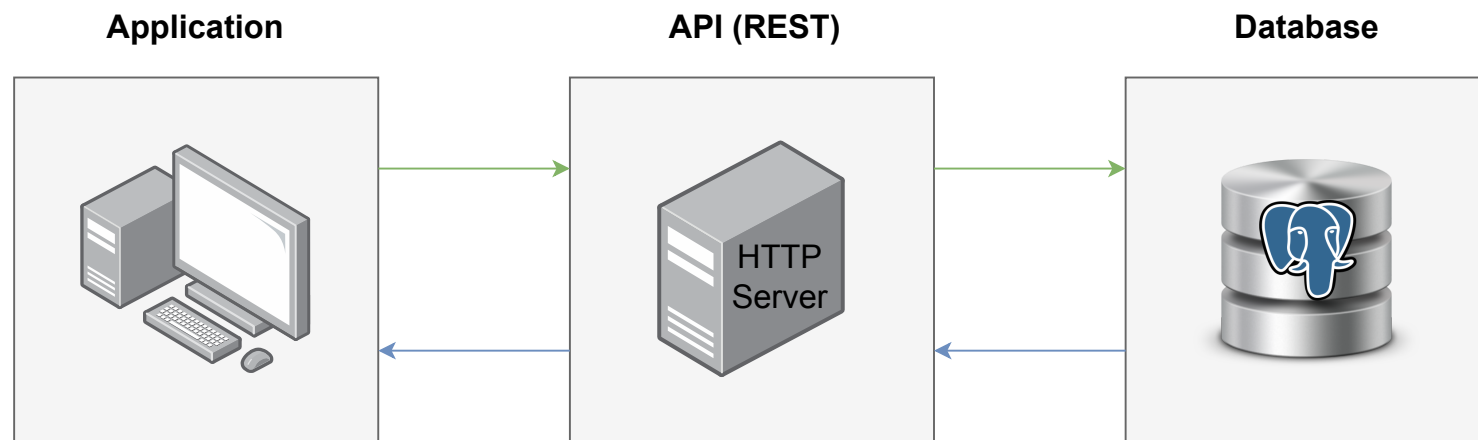 Application
API (REST)
Database
HTTP
Server